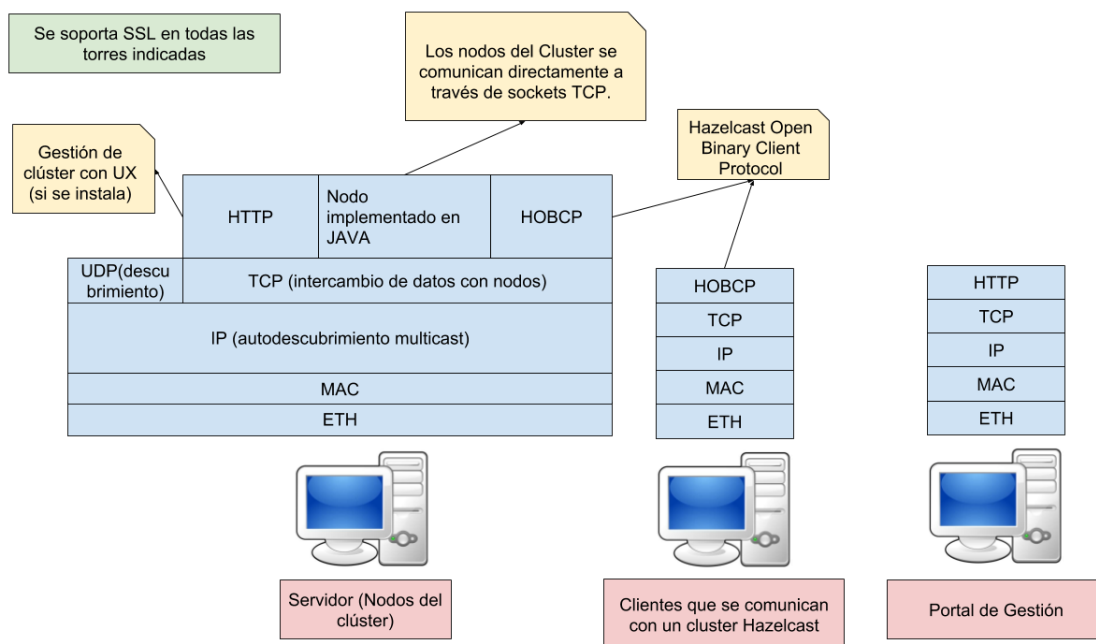 Se soporta SSL en todas las
torres indicadas
Los nodos del Cluster se
comunican directamente a
través de sockets TCP.
Hazelcast Open
Binary Client
Protocol
Gestión de
clúster con UX
(si se instala)
HTTP
Nodo
implementado en
JAVA
HOBCP
UDP(descu
brimiento)
TCP (intercambio de datos con nodos)
IP (autodescubrimiento multicast)
MAC
ETH
HOBCP
TCP
IP
MAC
ETH
HTTP
TCP
IP
MAC
ETH
Servidor (Nodos del
clúster)
Clientes que se comunican
con un cluster Hazelcast
Portal de Gestión